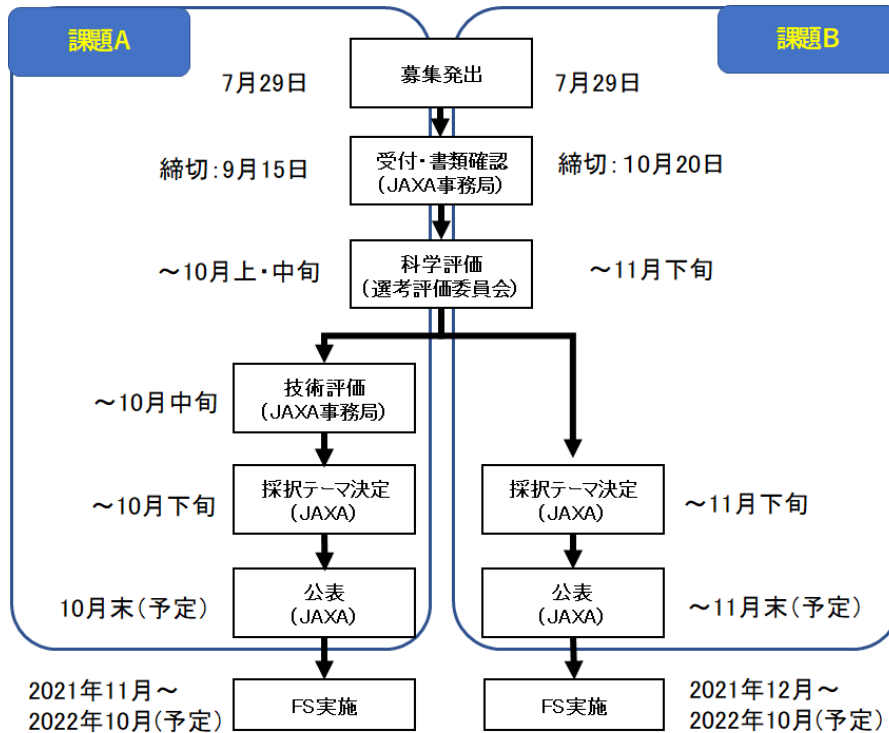 課題A
課題B
7月29日
募集発出
7月29日
締切：9月15日
受付・書類確認
（JAXA事務局）
締切：10月20日
～10月上・中旬
科学評価
（選考評価委員会）
～11月下旬
～10月中旬
技術評価
（JAXA事務局）
～10月下旬
採択テーマ決定
（JAXA）
採択テーマ決定
（JAXA）
～11月下旬
10月末（予定）
公表
（JAXA）
公表
（JAXA）
～11月末（予定）
2021年11月～
2022年10月（予定）
FS実施
FS実施
2021年12月～
2022年10月（予定）